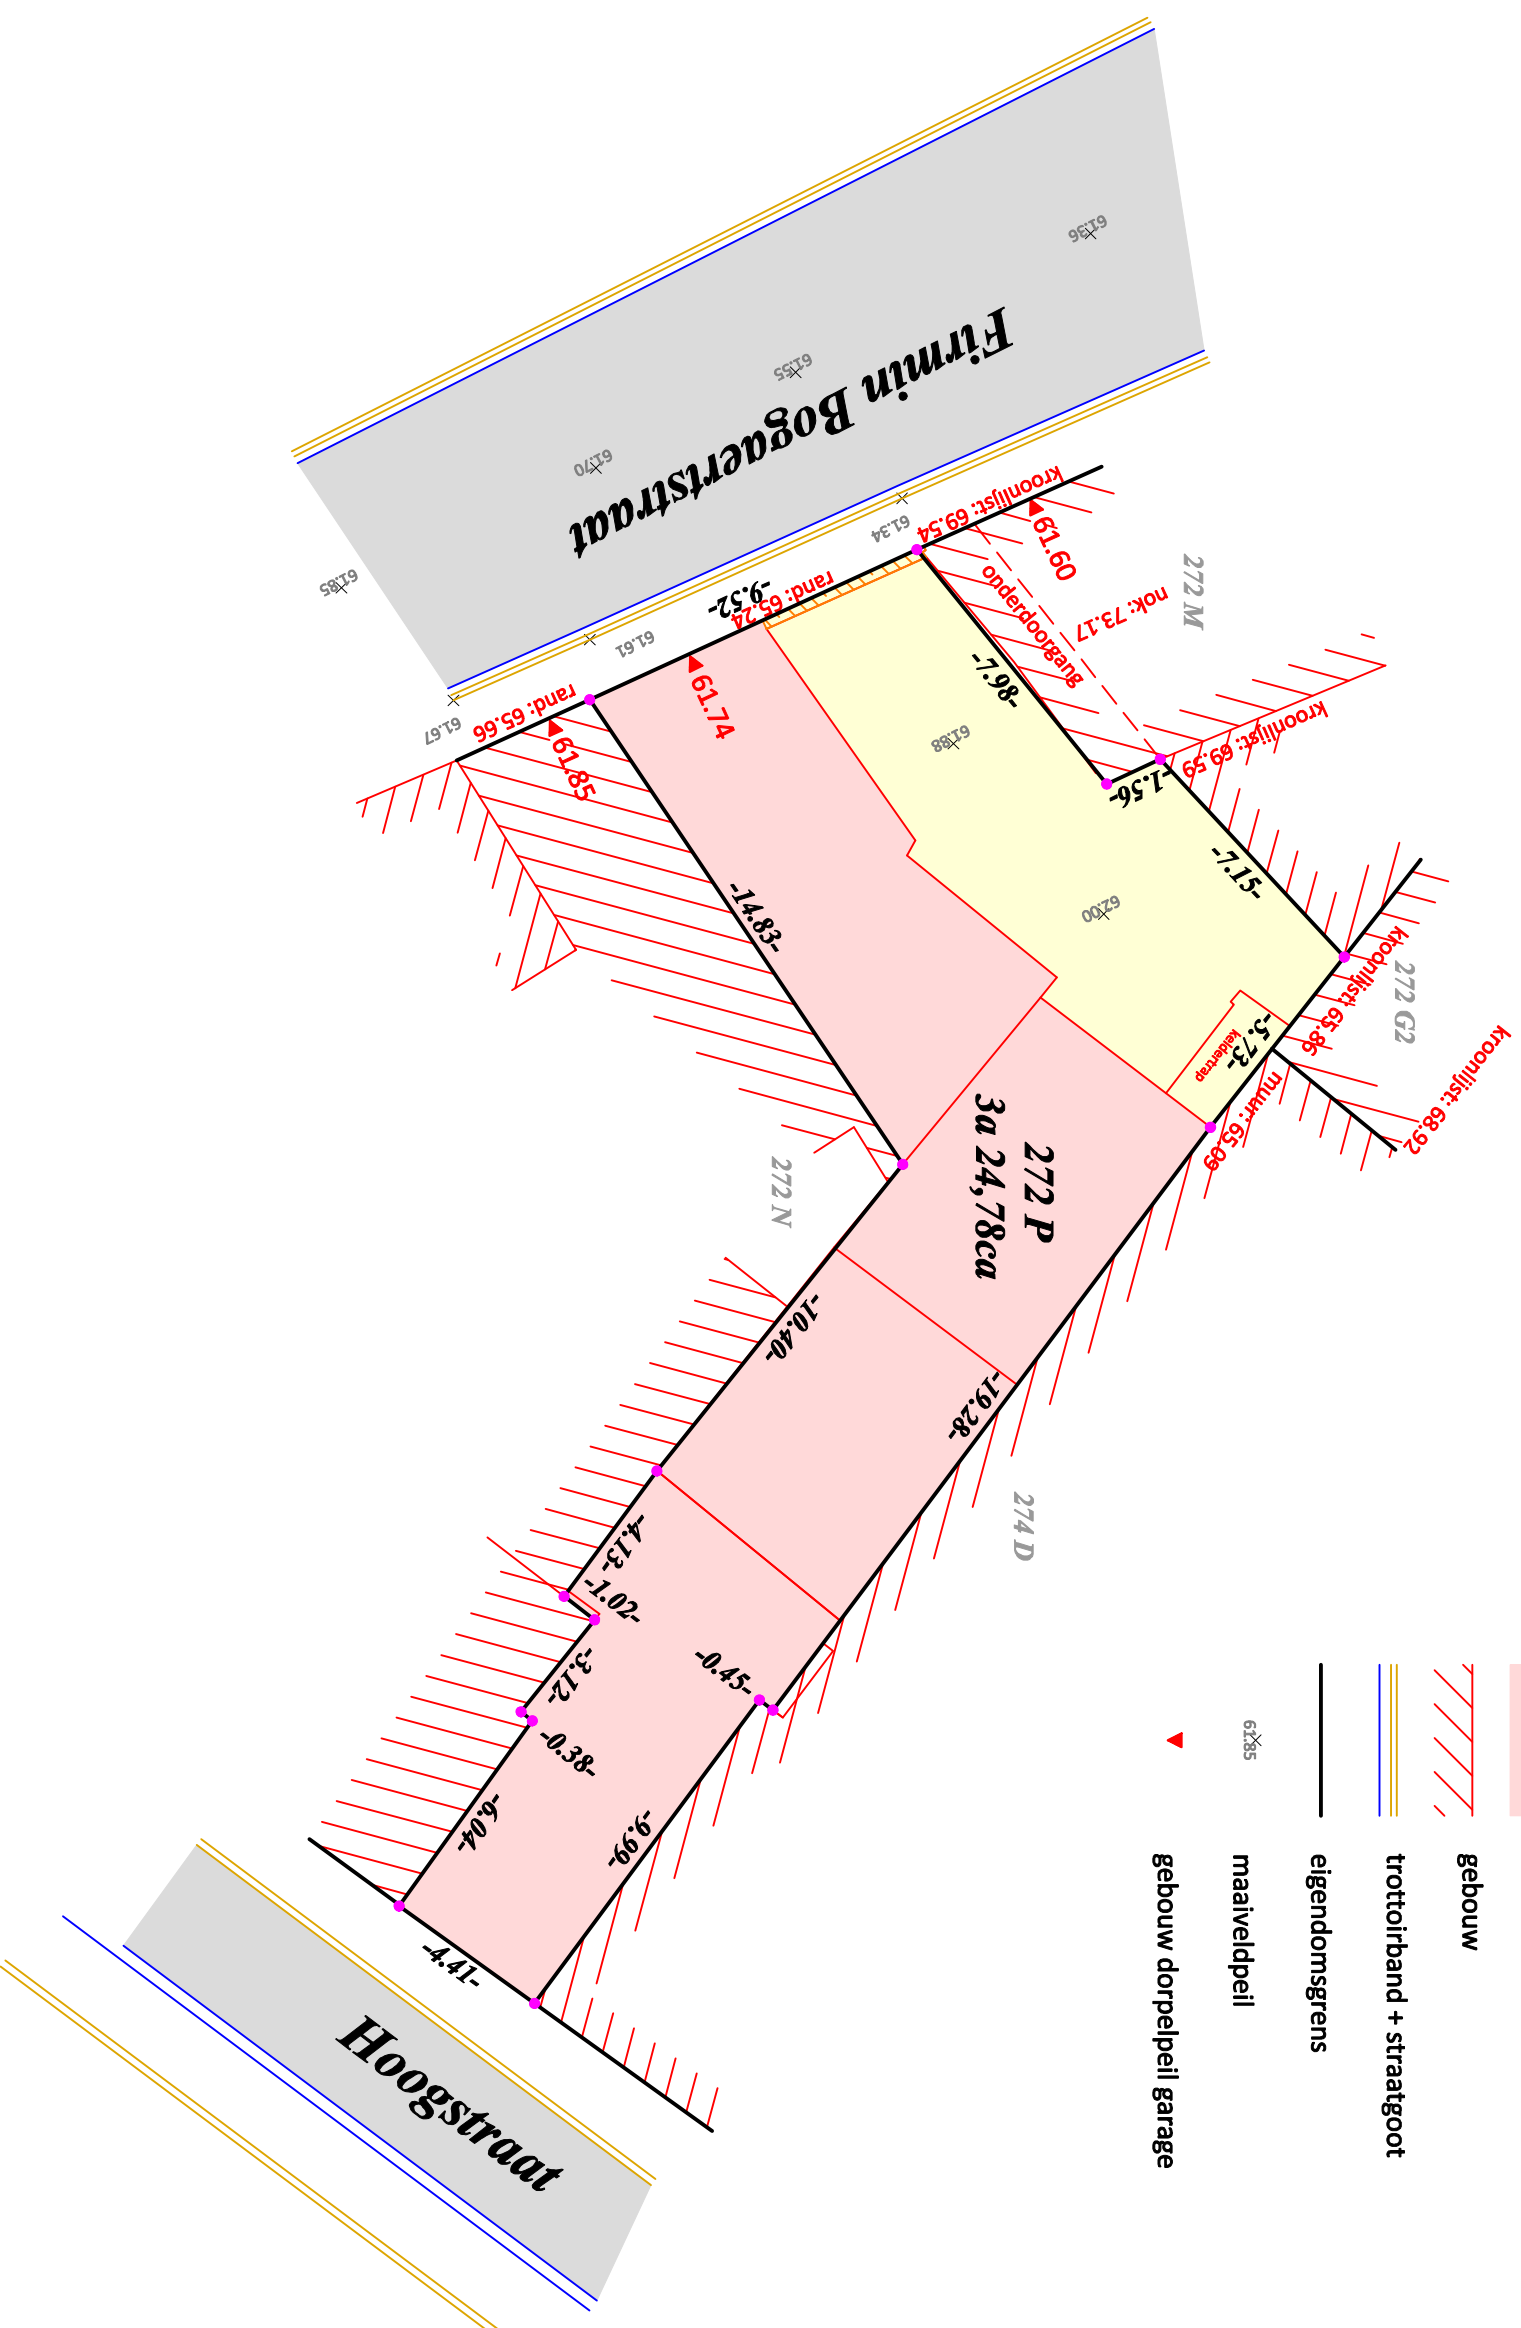 Firmin Bogaertstraat
61.36
61.55
61.70
61.85
61.34
61.61
61.67
kroonlijst: 69.54
61.60
onderdoorgang
nok: 73.17
272 M
rand: 65.24
-9.52-
61.74
rand: 65.66
61.85
-7.98-
-1.56-
kroonlijst: 69.59
-7.15-
61.88
62.00
-14.83-
kroonlijst: 65.86
272 G2
-5.73-
keldertrap
muur: 65.09
kroonlijst: 68.92
272 P
3a 24,78ca
272 N
-10.40-
-19.28-
274 D
-4.13-
-1.02-
-3.12-
-0.38-
-0.45-
-6.04-
-9.99-
-4.41-
Hoogstraat
gebouw
trottoirband + straatgoot
eigendomsgrens
61.85
maaiveldpeil
gebouw dorpelpeil garage